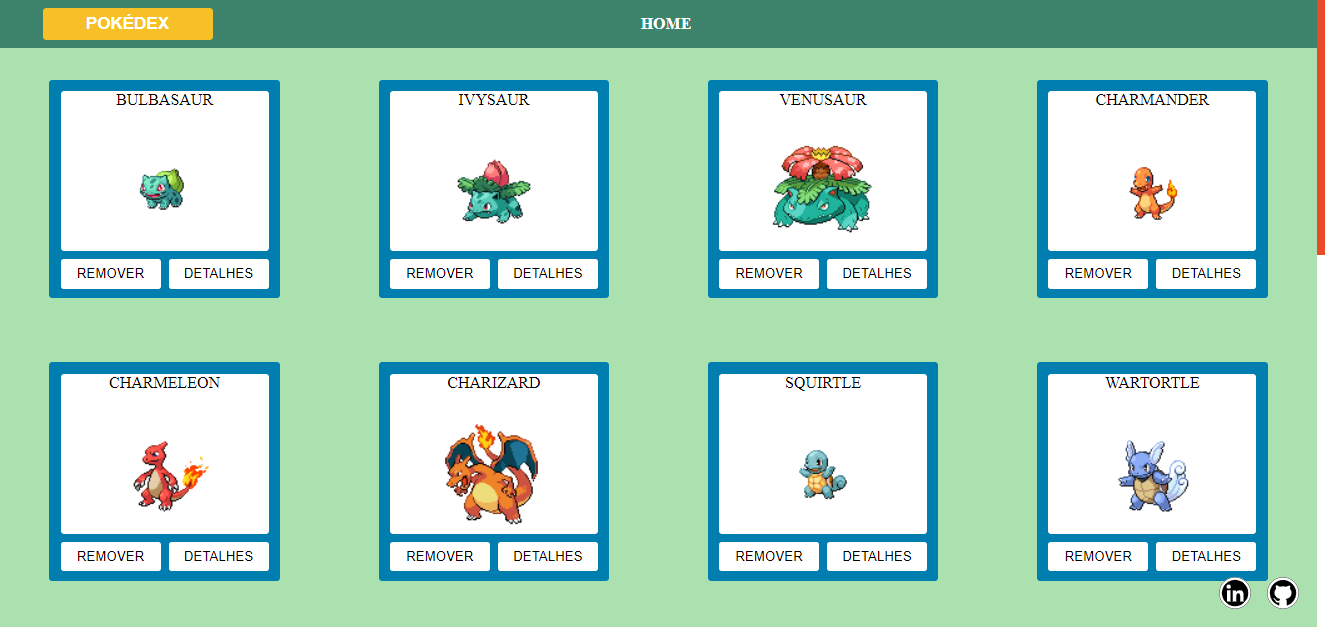 POKÉDEX
HOME
BULBASAUR
IVYSAUR
VENUSAUR
CHARMANDER
REMOVER
DETALHES
REMOVER
DETALHES
REMOVER
DETALHES
REMOVER
DETALHES
CHARMELEON
CHARIZARD
SQUIRTLE
WARTORTLE
REMOVER
DETALHES
REMOVER
DETALHES
REMOVER
DETALHES
REMOVER
DETALHES
in